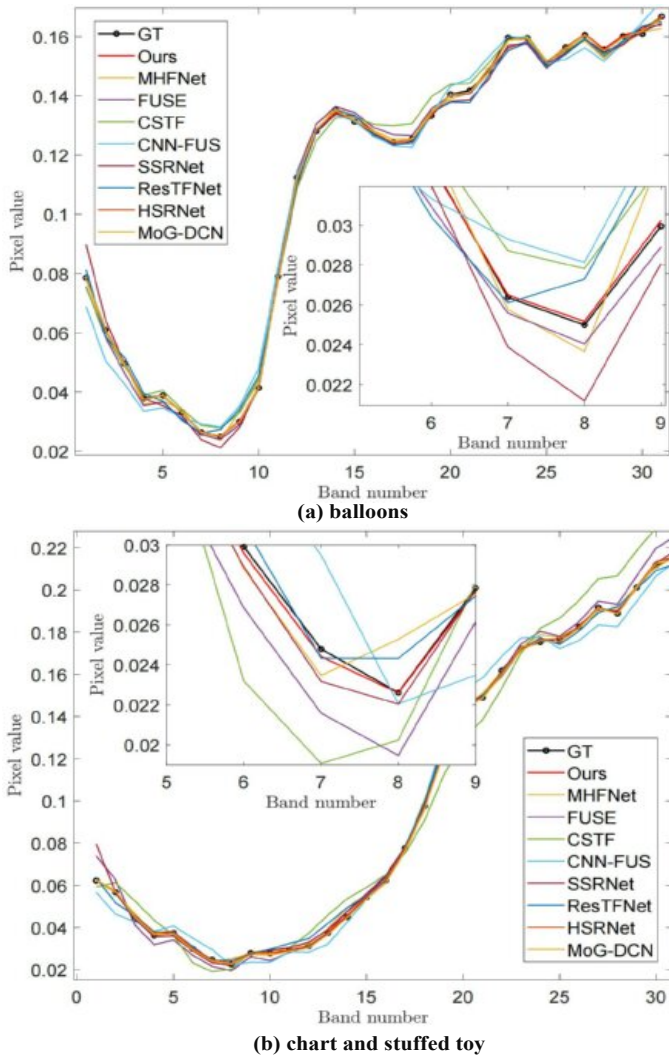 0.16
0.14
0.12
0.1
0.08
0.06
0.04
0.02
Pixel value
GT
Ours
MHFNet
FUSE
CSTF
CNN-FUS
SSRNet
ResTFNet
HSRNet
MoG-DCN
0.03
0.028
0.026
0.024
0.022
Pixel value
6 7 8 9
Band number
5 10 15 20 25 30
Band number
(a) balloons
0.22
0.2
0.18
0.16
0.14
0.12
0.1
0.08
0.06
0.04
0.02
Pixel value
0.03
0.028
0.026
0.024
0.022
0.02
Pixel value
5 6 7 8 9
Band number
GT
Ours
MHFNet
FUSE
CSTF
CNN-FUS
SSRNet
ResTFNet
HSRNet
MoG-DCN
0 5 10 15 20 25 30
Band number
(b) chart and stuffed toy